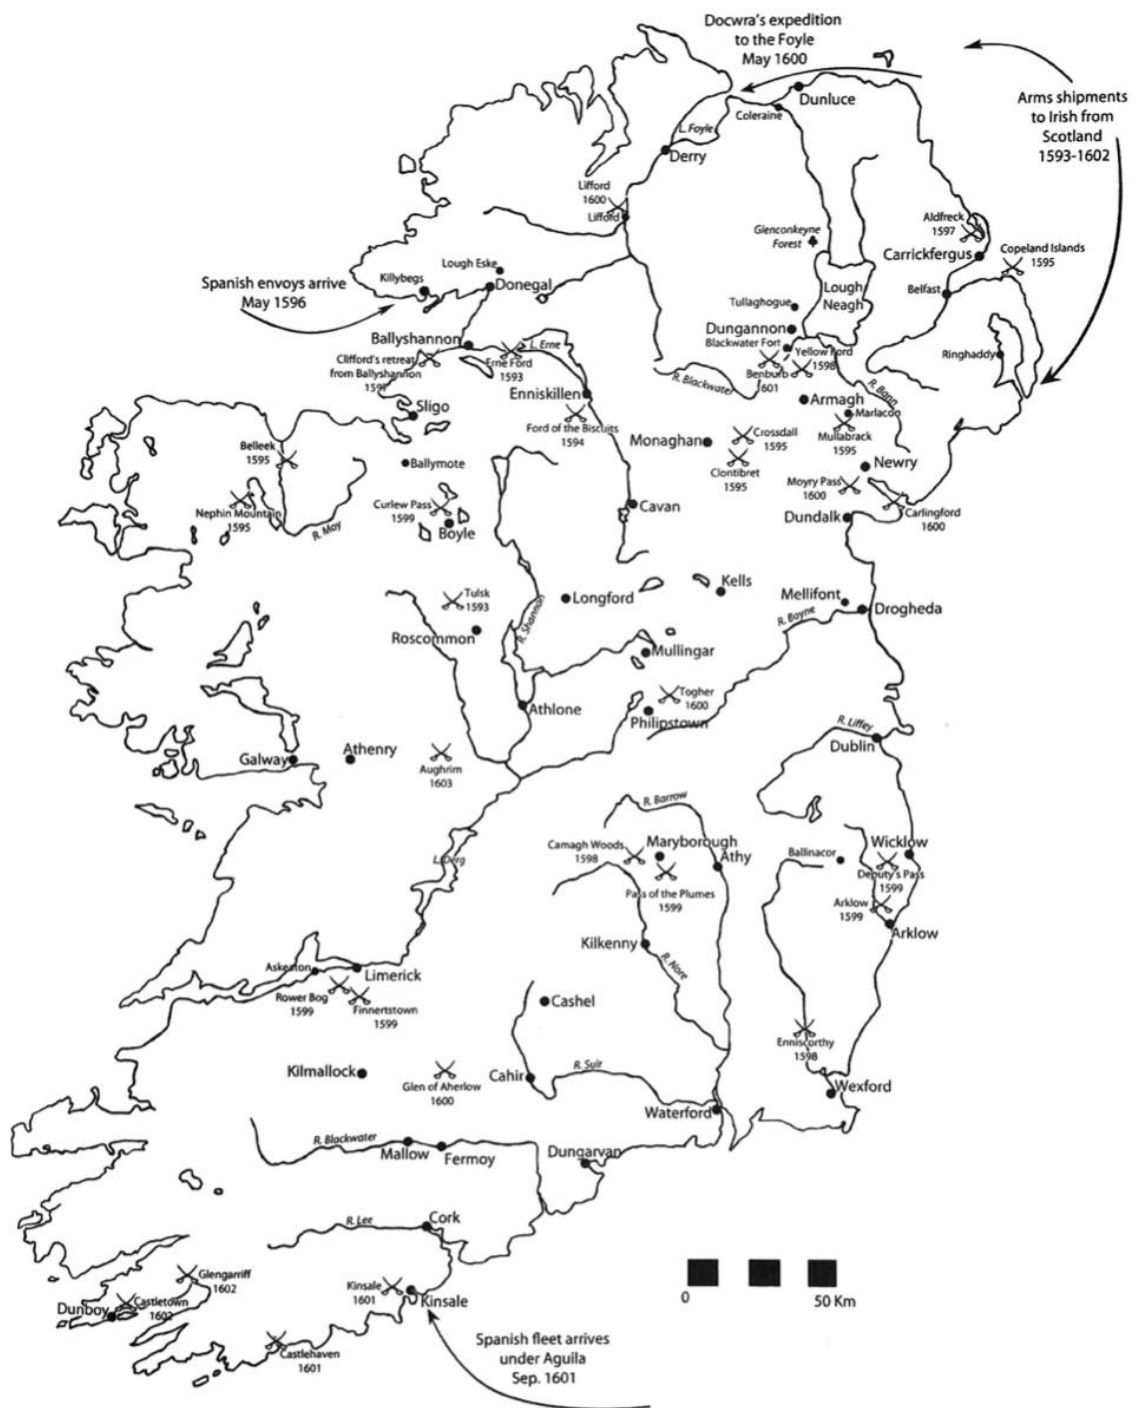 Docwra's expedition
to the Foyle
May 1600
Arms shipments
to Irish from
Scotland
1593-1602
Dunluce
Coleraine
L. Foyle
Derry
Lifford
1600
Lifford
Glenconkeyne
Forest
Aldfreck
1597
Carrickfergus
Copeland Islands
1595
Lough Eske
Killybegs
Donegal
Spanish envoys arrive
May 1596
Belfast
Lough
Neagh
Tullaghogue
Dungannon
Blackwater Fort
Yellow Ford
1598
Ballyshannon
L. Erne
Clifford's retreat
from Ballyshannon
1597
Erne Ford
1593
Ringhaddy
Benburb
1601
R. Blackwater
R. Bann
Enniskillen
Armagh
Marlacoo
Sligo
Ford of the Biscuits
1594
Monaghan
Crossdall
1595
Mullabrack
1595
Belleek
1595
Ballymote
Clontibret
1595
Newry
Moyry Pass
1600
Nephin Mountain
1595
R. Moy
Curlew Pass
1599
Boyle
Cavan
Dundalk
Carlingford
1600
Tulsk
1593
Longford
Kells
Mellifont
Drogheda
R. Boyne
R. Shannon
Roscommon
Mullingar
Togher
1600
Athlone
Philipstown
R. Liffey
Dublin
Galway
Athenry
Aughrim
1603
R. Barrow
Camagh Woods
1598
Maryborough
Athy
Ballinacor
Wicklow
L. Derg
Pass of the Plumes
1599
Deputy's Pass
1599
Arklow
1599
Arklow
Kilkenny
R. Nore
Askeaton
Limerick
Rower Bog
1599
Finnertstown
1599
Cashel
Enniscorthy
1598
Kilmallock
Glen of Aherlow
1600
Cahir
R. Suir
Wexford
Waterford
R. Blackwater
Mallow
Fermoy
Dungarvan
R. Lee
Cork
Glengarriff
1602
Kinsale
1601
Kinsale
Castletown
1602
Dunboy
0
50 Km
Castlehaven
1601
Spanish fleet arrives
under Aguila
Sep. 1601